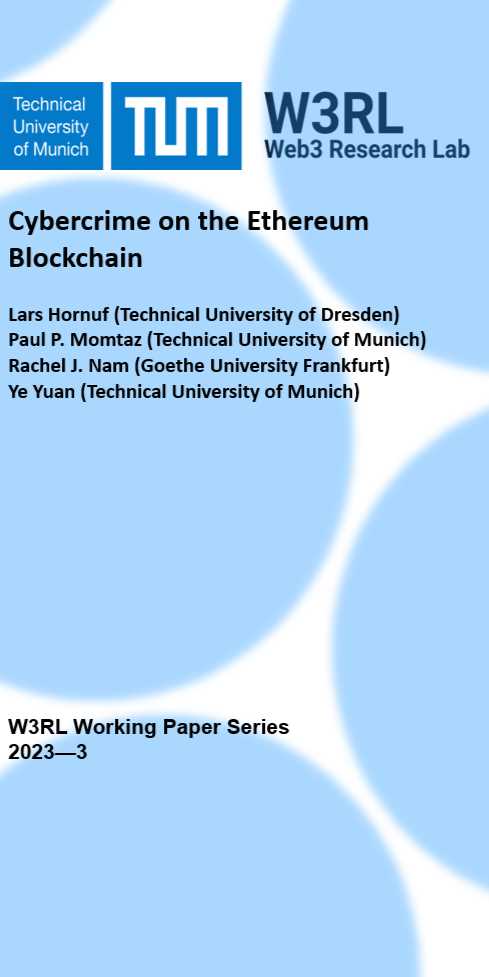 Technical
University
of Munich
TUM
W3RL
Web3 Research Lab
Cybercrime on the Ethereum
Blockchain
Lars Hornuf (Technical University of Dresden)
Paul P. Momtaz (Technical University of Munich)
Rachel J. Nam (Goethe University Frankfurt)
Ye Yuan (Technical University of Munich)
W3RL Working Paper Series
2023—3